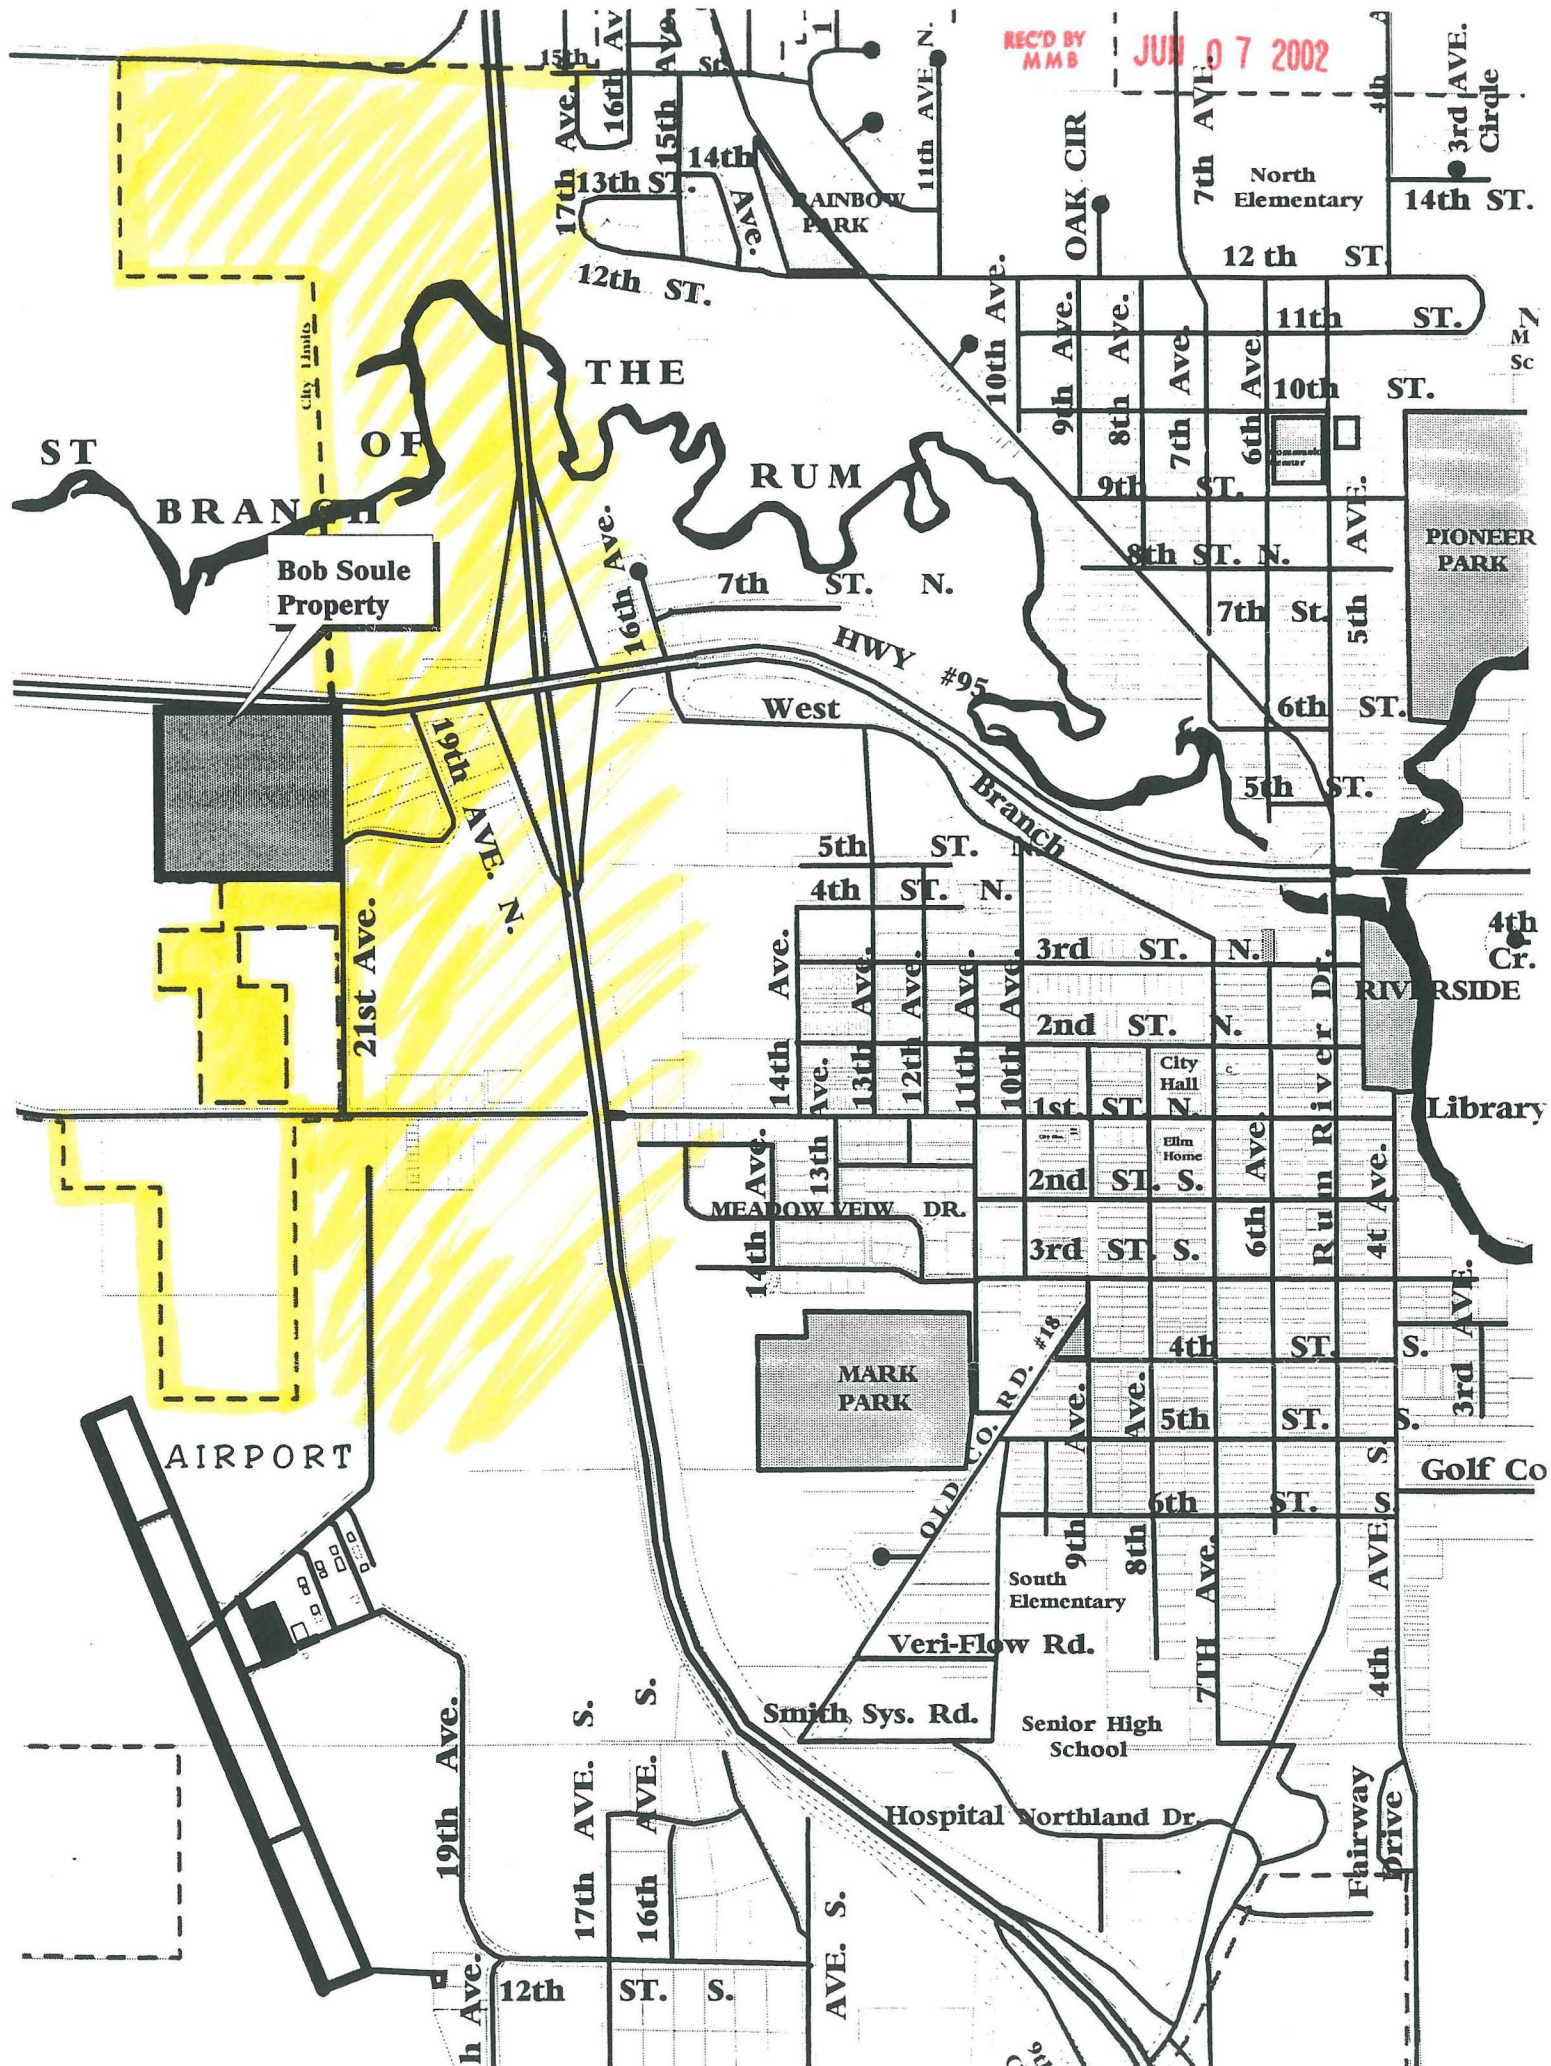 REC'D BY
MMB
JUN 07 2002
15th
St.
17th Ave.
16th Av
15th
Ave.
14th
Ave.
13th ST.
12th ST.
RAINBOW
PARK
11th AVE N.
OAK CIR
7th AVE.
4th
3rd AVE.
Circle
North
Elementary
14th ST.
12 th ST.
City Limits
10th Ave.
9th Ave.
8th Ave.
7th Ave.
6th Ave.
11th ST.
N
M
Sc
10th ST.
ST
BRANCH
OF
THE
RUM
9th ST.
5th AVE.
PIONEER
PARK
8th ST. N.
7th St.
6th ST.
5th ST.
Bob Soule
Property
16th Ave.
7th ST. N.
HWY #95
West
Branch
19th AVE. N.
21st Ave.
5th ST. N.
4th ST. N.
3rd ST. N.
2nd ST. N.
1st ST N.
14th Ave.
13th Ave.
12th Ave.
11th Ave.
10th Ave.
Ave.
City
Hall
C
Rum River Dr.
RIVERSIDE
4th
Cr.
Library
Elim
Home
13th
14th Ave.
MEADOW VEIW DR.
2nd ST. S.
3rd ST. S.
6th Ave.
4t Ave.
MARK
PARK
OLD CO. RD. #18
4th ST. S.
3rd AVE.
5th ST. S.
6th ST. S.
9th Ave.
8th Ave.
7TH Ave.
4th AVE. S.
Golf Co
AIRPORT
South
Elementary
Veri-Flow Rd.
Smith Sys. Rd.
Senior High
School
Hospital
Northland Dr.
Fairway
Drive
19th Ave.
17th AVE. S.
16th AVE. S.
AVE. S.
12th ST. S.
h Ave.
9th